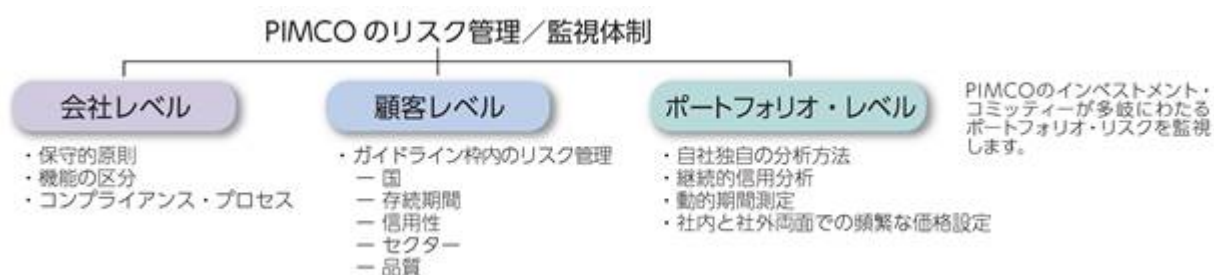 PIMCO のリスク管理／監視体制
会社レベル
・保守的原則
・機能の区分
・コンプライアンス・プロセス
顧客レベル
・ガイドライン枠内のリスク管理
— 国
— 存続期間
— 信用性
— セクター
— 品質
ポートフォリオ・レベル
・自社独自の分析方法
・継続的信用分析
・動的期間測定
・社内と社外両面での頻繁な価格設定
PIMCOのインベストメント・
コミッティーが多岐にわたる
ポートフォリオ・リスクを監視
します。